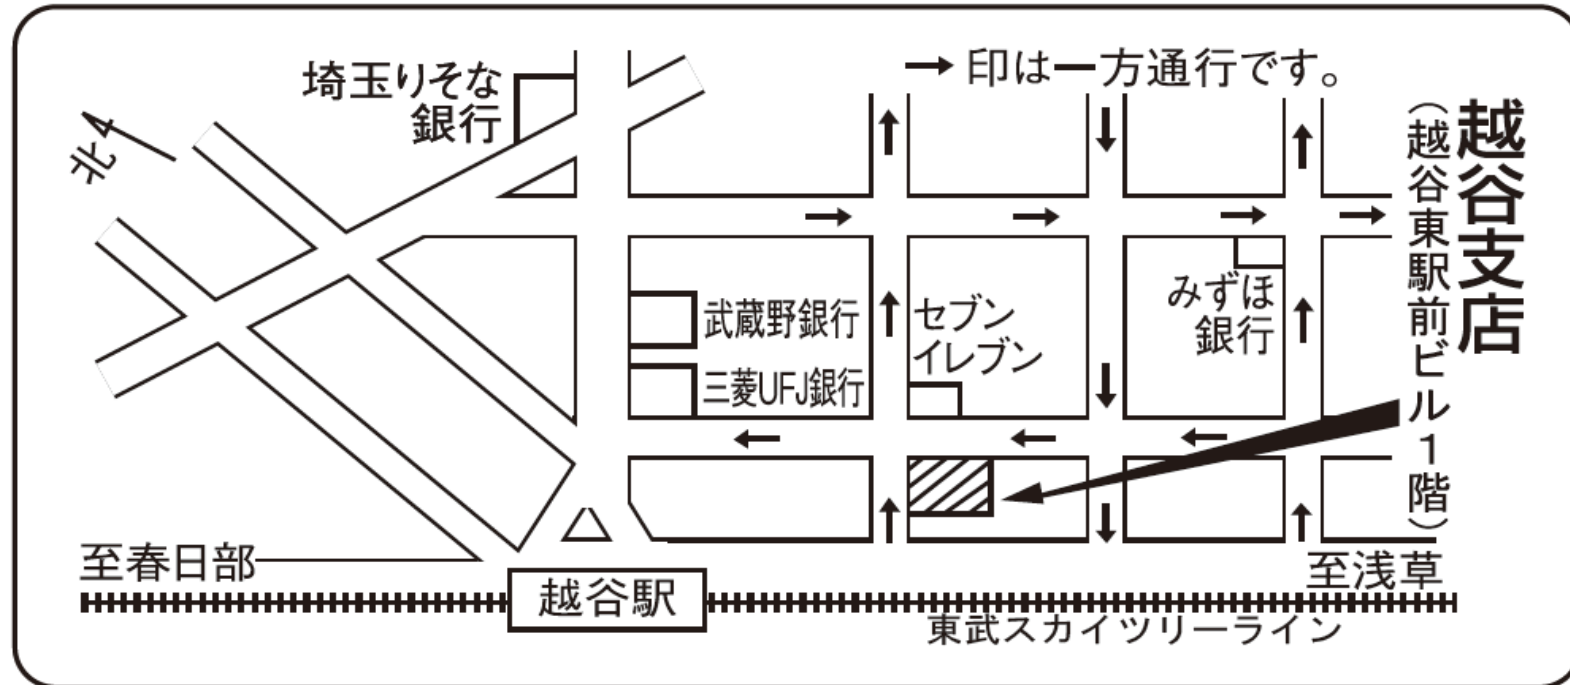 →印は一方通行です。
越谷支店
（越谷東駅前ビル1階）
埼玉りそな
銀行
北
武蔵野銀行
三菱UFJ銀行
セブン
イレブン
みずほ
銀行
至春日部
越谷駅
至浅草
東武スカイツリーライン